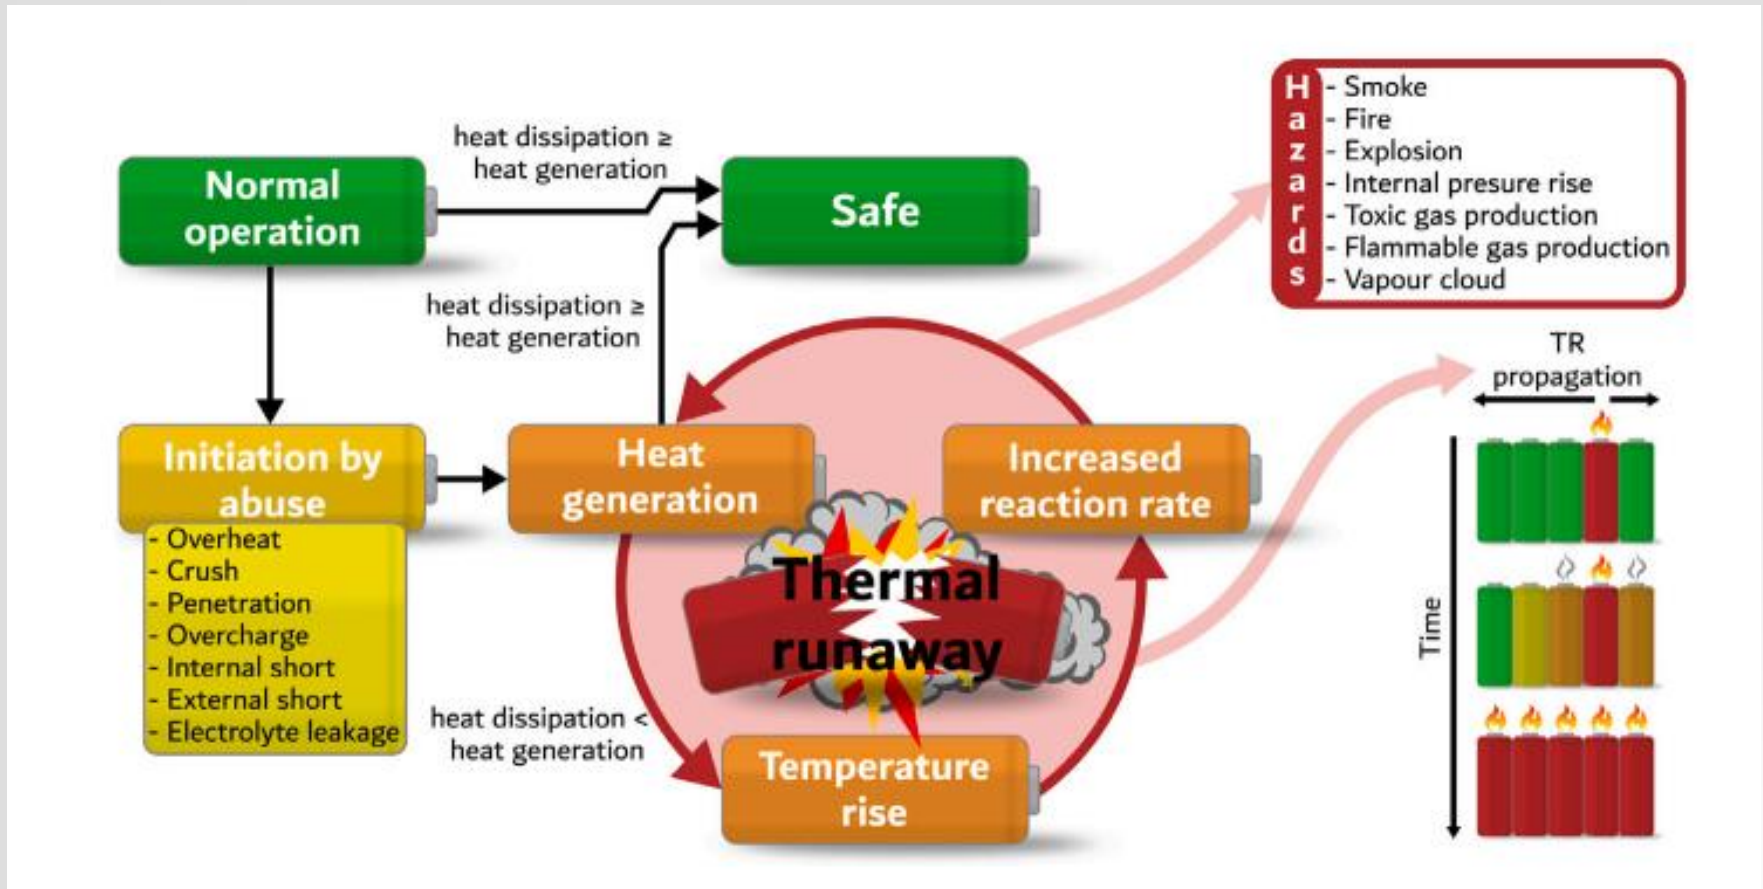 heat dissipation ≥
heat generation
Normal
operation
Safe
H - Smoke
a - Fire
z - Explosion
a - Internal presure rise
r - Toxic gas production
d - Flammable gas production
s - Vapour cloud
heat dissipation ≥
heat generation
TR
propagation
Initiation by
abuse
- Overheat
- Crush
- Penetration
- Overcharge
- Internal short
- External short
- Electrolyte leakage
Heat
generation
Increased
reaction rate
Thermal
runaway
heat dissipation <
heat generation
Temperature
rise
Time